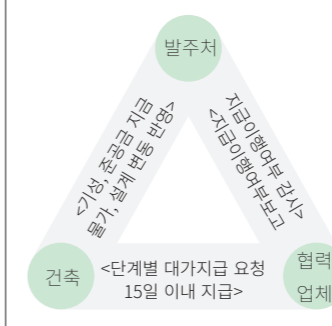 발주처
<기성, 준공금 지급
물가, 설계 변동 반영>
지급이행여부 감시>
<지급이행여부보고
건축
<단계별 대가지급 요청
15일 이내 지급>
협력
업체